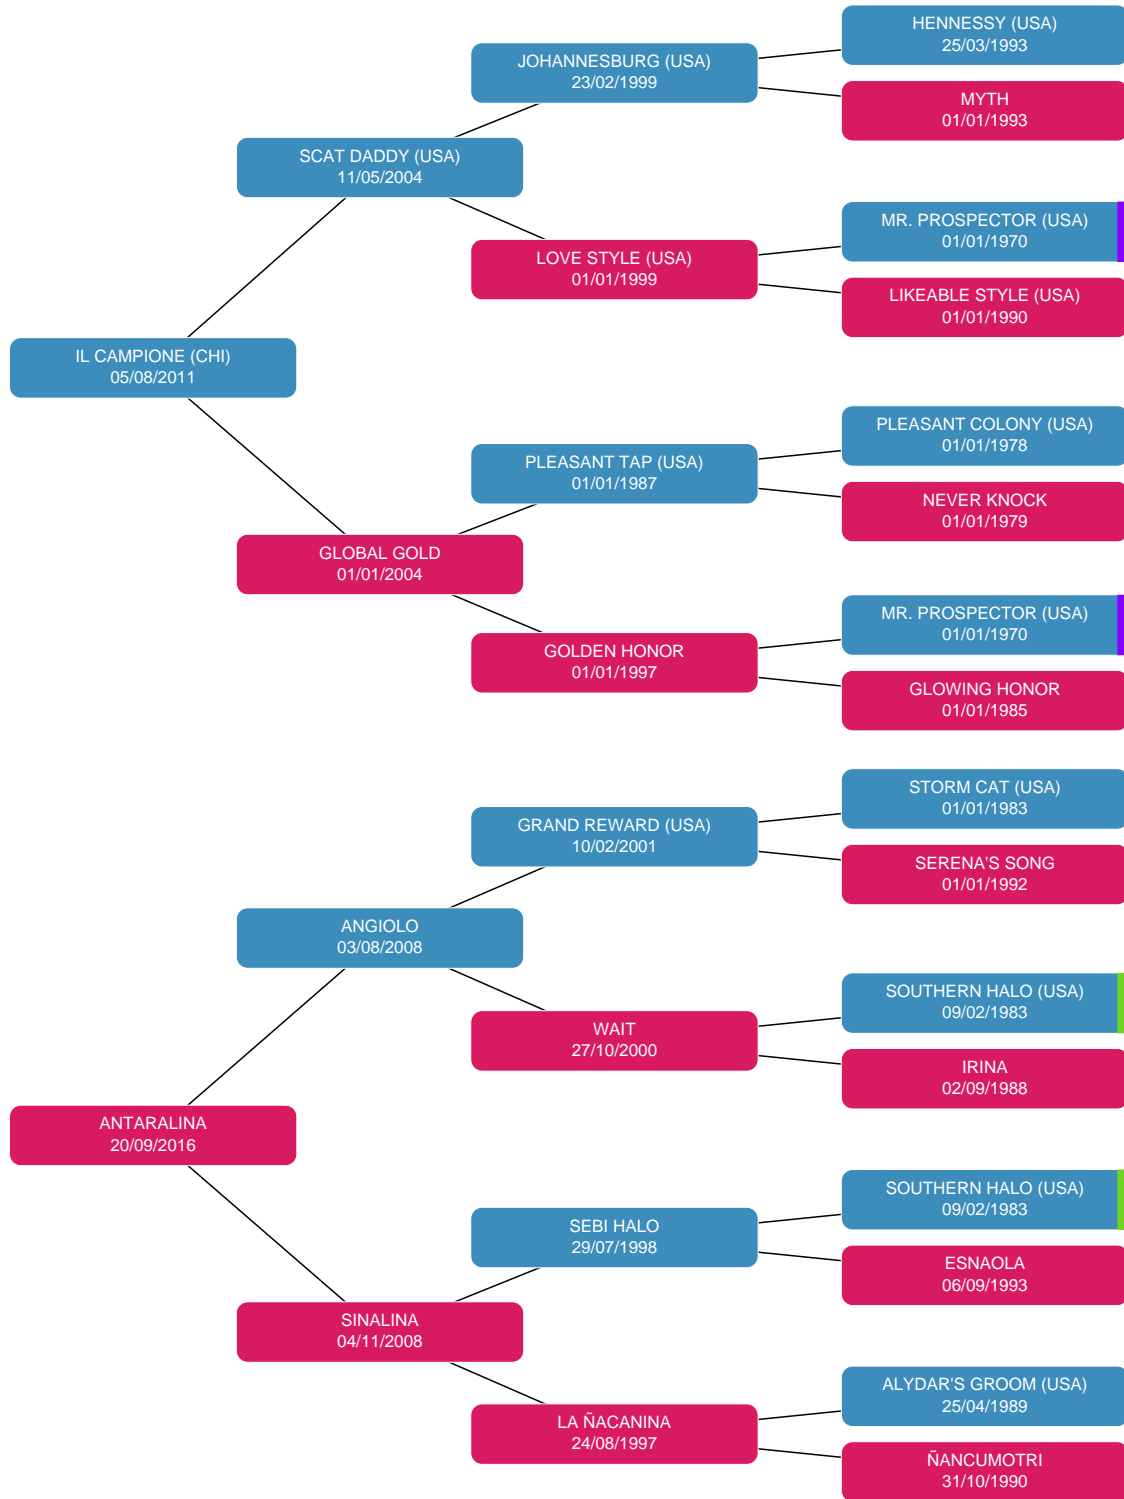 HENNESSY (USA)
25/03/1993
JOHANNESBURG (USA)
23/02/1999
MYTH
01/01/1993
SCAT DADDY (USA)
11/05/2004
MR. PROSPECTOR (USA)
01/01/1970
LOVE STYLE (USA)
01/01/1999
LIKEABLE STYLE (USA)
01/01/1990
IL CAMPIONE (CHI)
05/08/2011
PLEASANT COLONY (USA)
01/01/1978
PLEASANT TAP (USA)
01/01/1987
NEVER KNOCK
01/01/1979
GLOBAL GOLD
01/01/2004
MR. PROSPECTOR (USA)
01/01/1970
GOLDEN HONOR
01/01/1997
GLOWING HONOR
01/01/1985
STORM CAT (USA)
01/01/1983
GRAND REWARD (USA)
10/02/2001
SERENA'S SONG
01/01/1992
ANGIOLO
03/08/2008
SOUTHERN HALO (USA)
09/02/1983
WAIT
27/10/2000
IRINA
02/09/1988
ANTARALINA
20/09/2016
SOUTHERN HALO (USA)
09/02/1983
SEBI HALO
29/07/1998
ESNAOLA
06/09/1993
SINALINA
04/11/2008
ALYDAR'S GROOM (USA)
25/04/1989
LA ÑACANINA
24/08/1997
ÑANCUMOTRI
31/10/1990